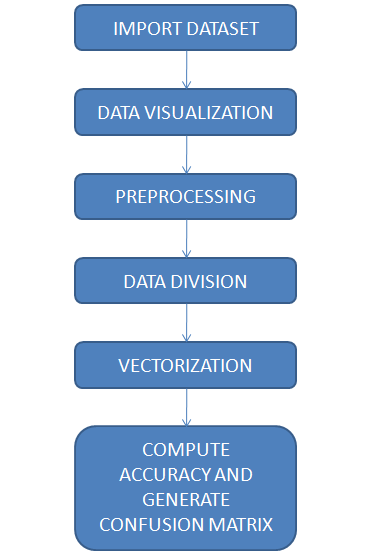 IMPORT DATASET
DATA VISUALIZATION
PREPROCESSING
DATA DIVISION
VECTORIZATION
COMPUTE
ACCURACY AND
GENERATE
CONFUSION MATRIX